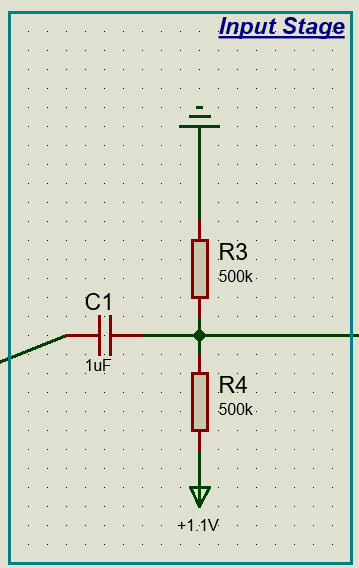 Input Stage
R3
500k
C1
1uF
R4
500k
+1.1V